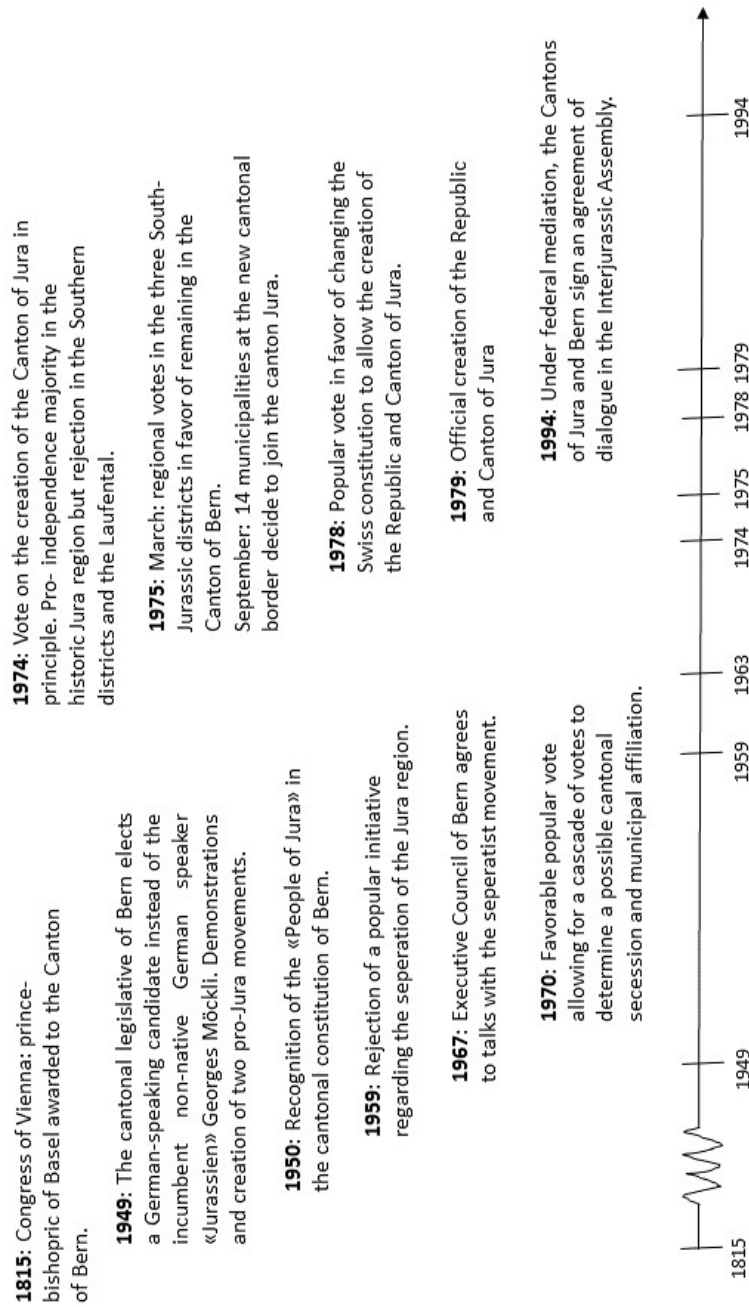 1815: Congress of Vienna: prince-
bishopric of Basel awarded to the Canton
of Bern.
1949: The cantonal legislative of Bern elects
a German-speaking candidate instead of the
incumbent non-native German speaker
«Jurassien» Georges Möckli. Demonstrations
and creation of two pro-Jura movements.
1950: Recognition of the «People of Jura» in
the cantonal constitution of Bern.
1959: Rejection of a popular initiative
regarding the seperation of the Jura region.
1967: Executive Council of Bern agrees
to talks with the seperatist movement.
1970: Favorable popular vote
allowing for a cascade of votes to
determine a possible cantonal
secession and municipal affiliation.
1974: Vote on the creation of the Canton of Jura in
principle. Pro- independence majority in the
historic Jura region but rejection in the Southern
districts and the Laufental.
1975: March: regional votes in the three South-
Jurassic districts in favor of remaining in the
Canton of Bern.
September: 14 municipalities at the new cantonal
border decide to join the canton Jura.
1978: Popular vote in favor of changing the
Swiss constitution to allow the creation of
the Republic and Canton of Jura.
1979: Official creation of the Republic
and Canton of Jura
1994: Under federal mediation, the Cantons
of Jura and Bern sign an agreement of
dialogue in the Interjurassic Assembly.
1815 1949 1959 1963 1974 1975 1978 1979 1994